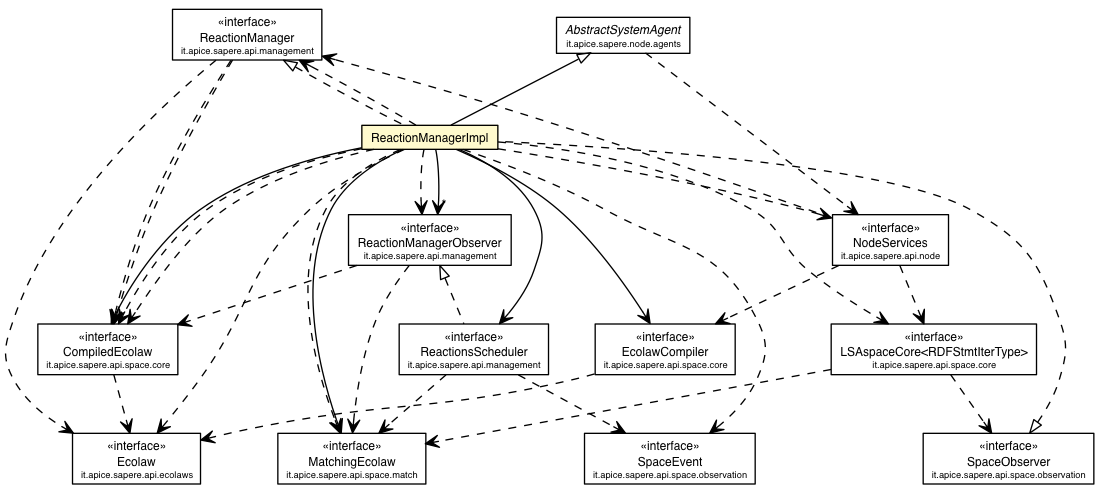 «interface»
ReactionManager
it.apice.sapere.api.management
AbstractSystemAgent
it.apice.sapere.node.agents
ReactionManagerImpl
«interface»
ReactionManagerObserver
it.apice.sapere.api.management
«interface»
NodeServices
it.apice.sapere.api.node
«interface»
CompiledEcolaw
it.apice.sapere.api.space.core
«interface»
ReactionsScheduler
it.apice.sapere.api.management
«interface»
EcolawCompiler
it.apice.sapere.api.space.core
«interface»
LSAspaceCore<RDFStmtIterType>
it.apice.sapere.api.space.core
«interface»
Ecolaw
it.apice.sapere.api.ecolaws
«interface»
MatchingEcolaw
it.apice.sapere.api.space.match
«interface»
SpaceEvent
it.apice.sapere.api.space.observation
«interface»
SpaceObserver
it.apice.sapere.api.space.observation